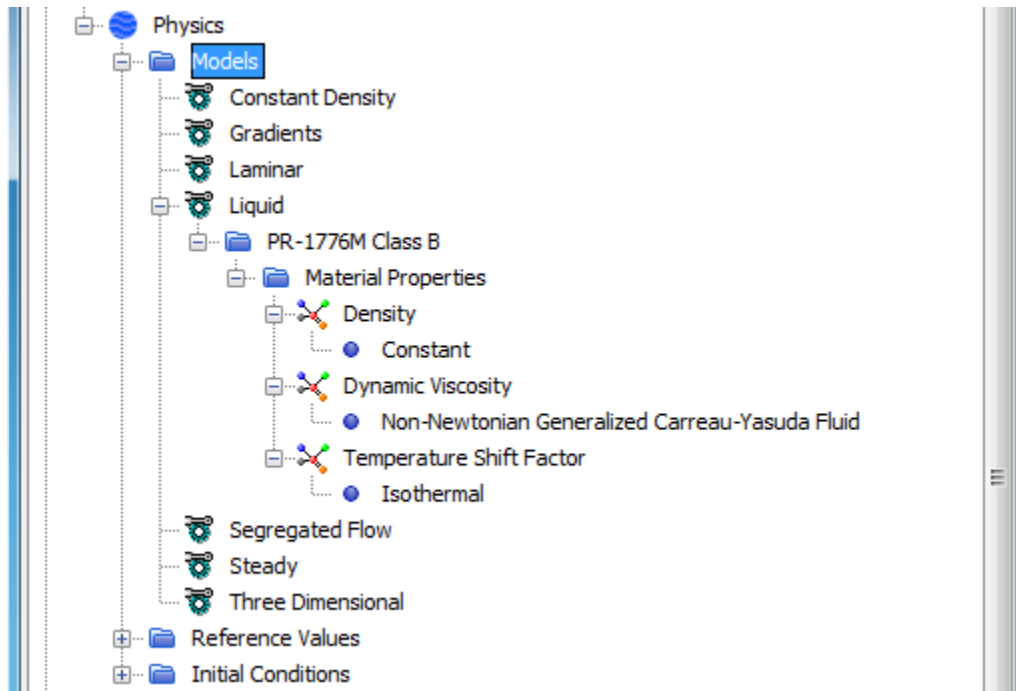 Physics
Models
Constant Density
Gradients
Laminar
Liquid
PR-1776M Class B
Material Properties
Density
Constant
Dynamic Viscosity
Non-Newtonian Generalized Carreau-Yasuda Fluid
Temperature Shift Factor
Isothermal
Segregated Flow
Steady
Three Dimensional
Reference Values
Initial Conditions